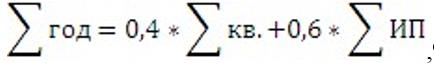 ∑ год = 0,4 * ∑ кв. +0,6 * ∑ ИП ,